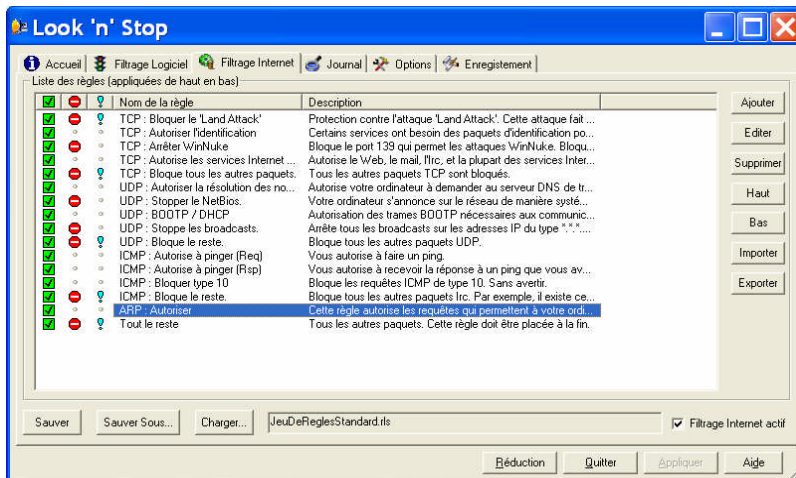 Look 'n' Stop
Accueil Filtrage Logiciel Filtrage Internet Journal Options Enregistement
Liste des règles (appliquées de haut en bas)
Nom de la règle Description
TCP : Bloquer le 'Land Attack' Protection contre l'attaque 'Land Attack'. Cette attaque fait ...
TCP : Autoriser l'identification Certains services ont besoin des paquets d'identification po...
TCP : Arrêter WinNuke Bloque le port 139 qui permet les attaques WinNuke. Bloqu...
TCP : Autorise les services Internet ... Autorise le Web, le mail, l'Irc, et la plupart des services Inter...
TCP : Bloque tous les autres paquets. Tous les autres paquets TCP sont bloqués.
UDP : Autoriser la résolution des no... Autorise votre ordinateur à demander au serveur DNS de tr...
UDP : Stopper le NetBios. Votre ordinateur s'annonce sur le réseau de manière systé...
UDP : BOOTP / DHCP Autorisation des trames BOOTP nécessaires aux communic...
UDP : Stoppe les broadcasts. Arrête tous les broadcasts sur les adresses IP du type *.*.*....
UDP : Bloque le reste. Bloque tous les autres paquets UDP.
ICMP : Autorise à pinger (Req) Vous autorise à faire un ping.
ICMP : Autorise à pinger (Rsp) Vous autorise à recevoir la réponse à un ping que vous av...
ICMP : Bloquer type 10 Bloque les requêtes ICMP de type 10. Sans avertir.
ICMP : Bloque le reste. Bloque tous les autres paquets Irc. Par exemple, il existe ce...
ARP : Autoriser Cette règle autorise les requêtes qui permettent à votre ordi...
Tout le reste Tous les autres paquets. Cette règle doit être placée à la fin.
Ajouter
Editer
Supprimer
Haut
Bas
Importer
Exporter
Sauver Sauver Sous... Charger... JeuDeReglesStandard.rls Filtrage Internet actif
Réduction Quitter Appliquer Aide